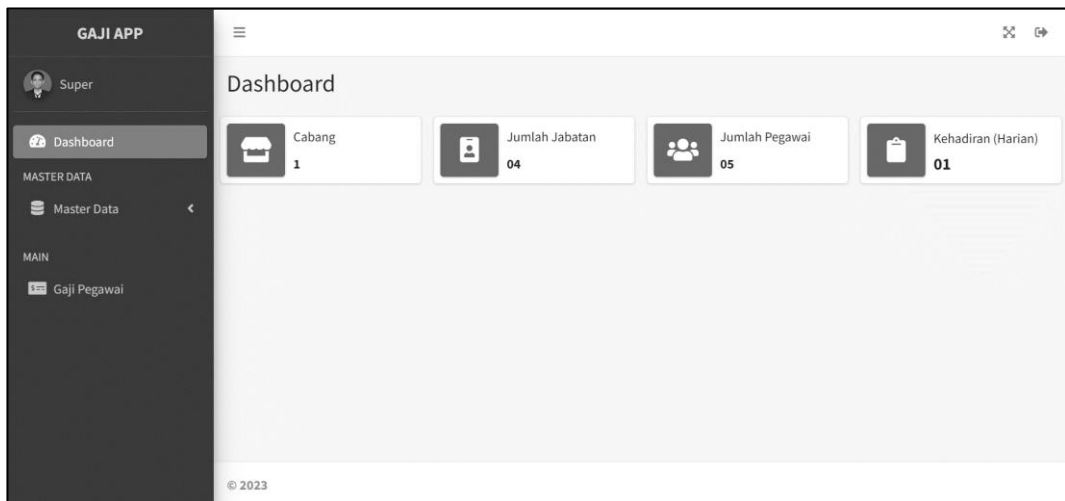 GAJI APP
Super
Dashboard
MASTER DATA
Master Data
MAIN
Gaji Pegawai
Dashboard
Cabang
1
Jumlah Jabatan
04
Jumlah Pegawai
05
Kehadiran (Harian)
01
© 2023